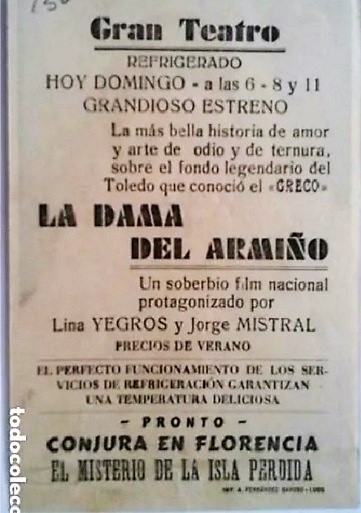 Gran Teatro
REFRIGERADO
HOY DOMINGO - a las 6 - 8 y 11
GRANDIOSO ESTRENO
La más bella historia de amor
y arte de odio y de ternura,
sobre el fondo legendario del
Toledo que conoció el «GRECO»
LA DAMA
DEL ARMIÑO
Un soberbio film nacional
protagonizado por
Lina YEGROS y Jorge MISTRAL
PRECIOS DE VERANO
EL PERFECTO FUNCIONAMIENTO DE LOS SER-
VICIOS DE REFRIGERACIÓN GARANTIZAN
UNA TEMPERATURA DELICIOSA
- PRONTO -
CONJURA EN FLORENCIA
EL MISTERIO DE LA ISLA PERDIDA
IMP. A. FERNÁNDEZ
todocoleccion